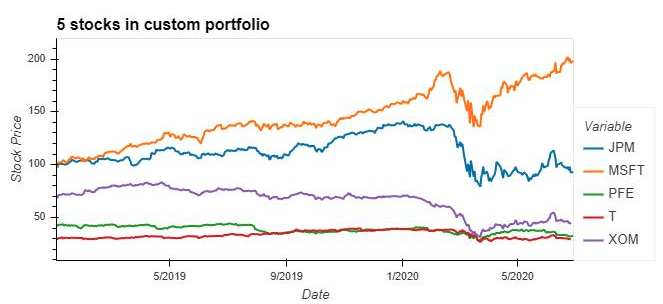 5 stocks in custom portfolio
200
150
100
50
Stock Price
5/2019
9/2019
1/2020
5/2020
Date
Variable
JPM
MSFT
PFE
T
XOM